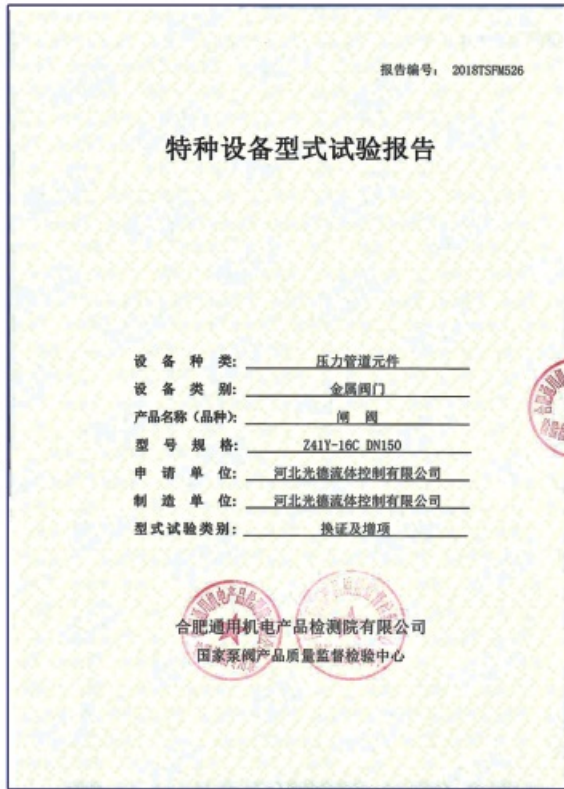 报告编号: 2018TSFM526
特种设备型式试验报告
设备种类: 压力管道元件
设备类别: 金属阀门
产品名称(品种): 闸 阀
型号规格: Z41Y-16C DN150
申请单位: 河北光德流体控制有限公司
制造单位: 河北光德流体控制有限公司
型式试验类别: 换证及增项
合肥通用机电产品检测院有限公司
国家泵阀产品质量监督检验中心